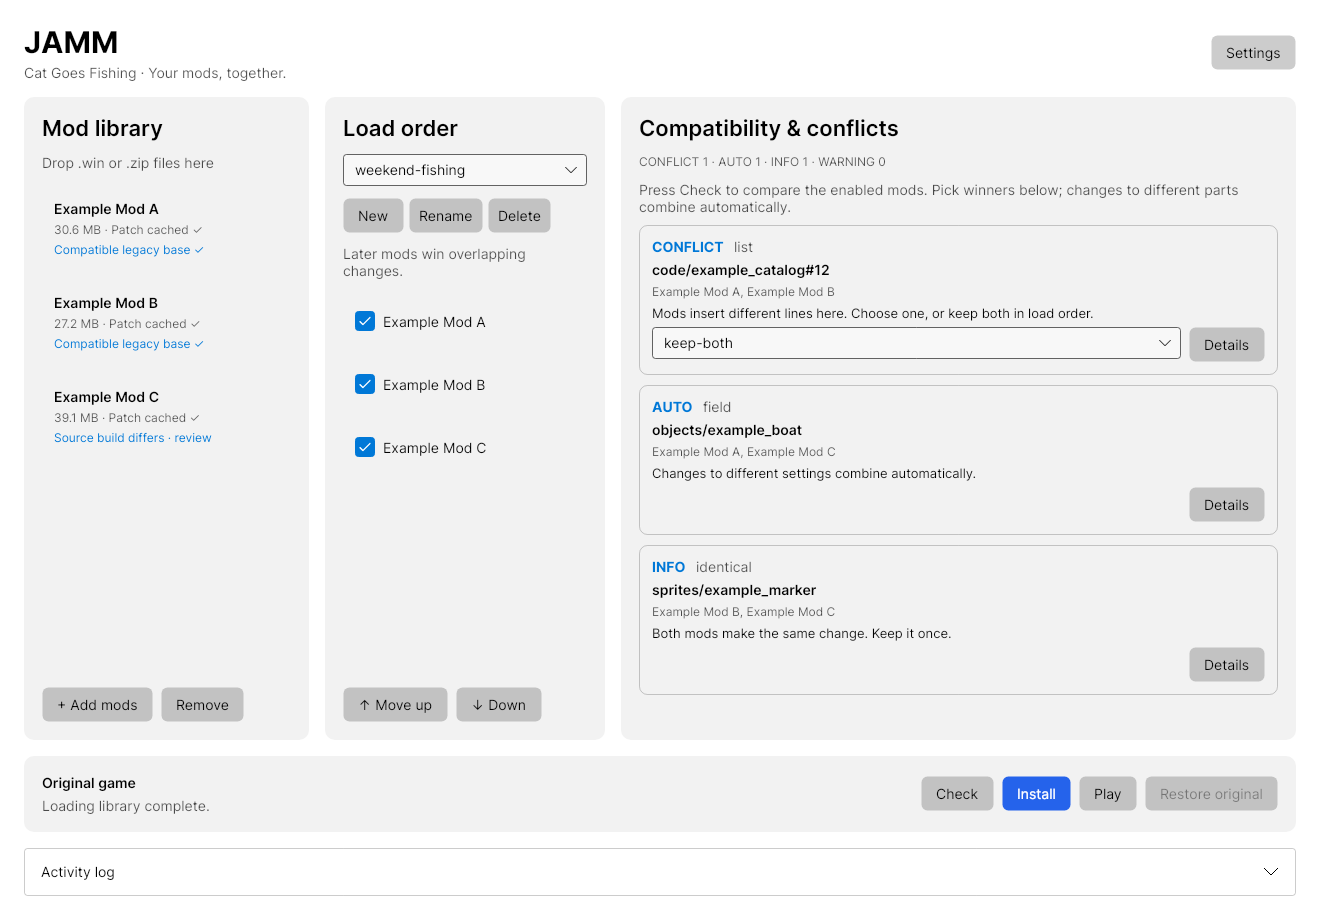 JAMM
Cat Goes Fishing · Your mods, together.
Settings
Mod library
Drop .win or .zip files here
Example Mod A
30.6 MB · Patch cached ✓
Compatible legacy base ✓
Example Mod B
27.2 MB · Patch cached ✓
Compatible legacy base ✓
Example Mod C
39.1 MB · Patch cached ✓
Source build differs · review
+ Add mods
Remove
Load order
weekend-fishing
New
Rename
Delete
Later mods win overlapping
changes.
Example Mod A
Example Mod B
Example Mod C
↑ Move up
↓ Down
Compatibility & conflicts
CONFLICT 1 · AUTO 1 · INFO 1 · WARNING 0
Press Check to compare the enabled mods. Pick winners below; changes to different parts
combine automatically.
CONFLICT list
code/example_catalog#12
Example Mod A, Example Mod B
Mods insert different lines here. Choose one, or keep both in load order.
keep-both
Details
AUTO field
objects/example_boat
Example Mod A, Example Mod C
Changes to different settings combine automatically.
Details
INFO identical
sprites/example_marker
Example Mod B, Example Mod C
Both mods make the same change. Keep it once.
Details
Original game
Loading library complete.
Check
Install
Play
Restore original
Activity log